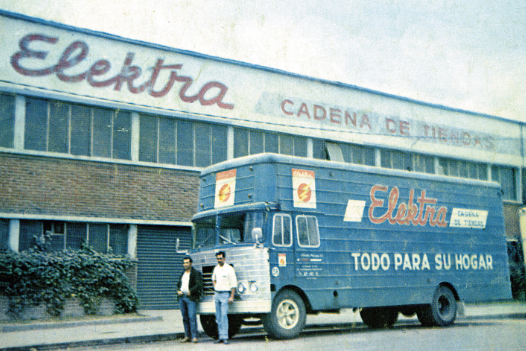 Elektra
CADENA DE TIENDAS
Elektra
CADENA
DE TIENDAS
TODO PARA SU HOGAR